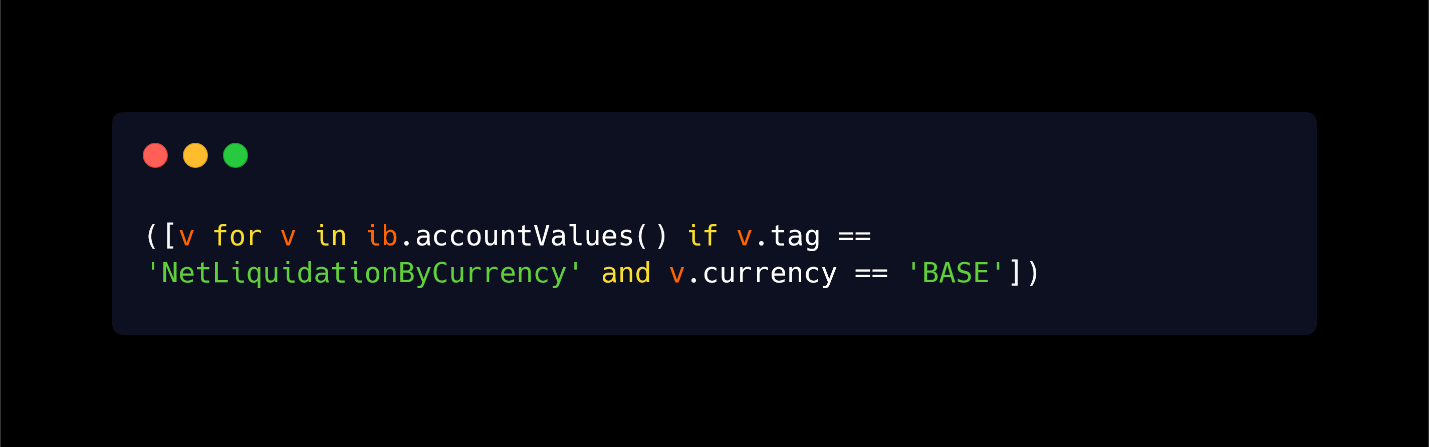 ([v for v in ib.accountValues() if v.tag ==
'NetLiquidationByCurrency' and v.currency == 'BASE'])